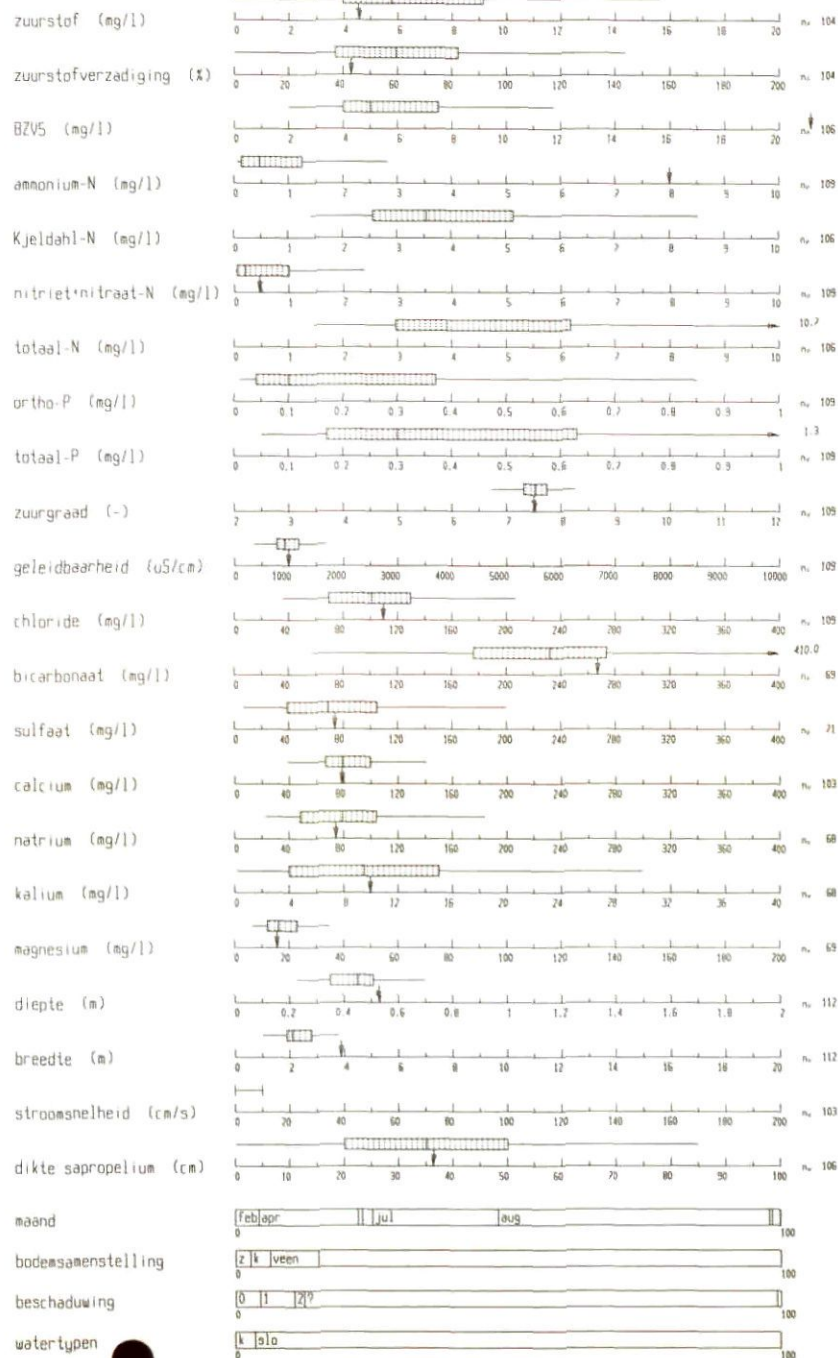 zuurstof (mg/l) 0 2 4 6 8 10 12 14 16 18 20 n= 104
zuurstofverzadiging (%) 0 20 40 60 80 100 120 140 160 180 200 n= 104
BZV5 (mg/l) 0 2 4 6 8 10 12 14 16 18 20 n= 106
ammonium-N (mg/l) 0 1 2 3 4 5 6 7 8 9 10 n= 109
Kjeldahl-N (mg/l) 0 1 2 3 4 5 6 7 8 9 10 n= 106
nitriet+nitraat-N (mg/l) 0 1 2 3 4 5 6 7 8 9 10 n= 109
10.7
totaal-N (mg/l) 0 1 2 3 4 5 6 7 8 9 10 n= 106
ortho-P (mg/l) 0 0.1 0.2 0.3 0.4 0.5 0.6 0.7 0.8 0.9 1 n= 109
1.3
totaal-P (mg/l) 0 0.1 0.2 0.3 0.4 0.5 0.6 0.7 0.8 0.9 1 n= 109
zuurgraad (-) 2 3 4 5 6 7 8 9 10 11 12 n= 109
geleidbaarheid (uS/cm) 0 1000 2000 3000 4000 5000 6000 7000 8000 9000 10000 n= 109
chloride (mg/l) 0 40 80 120 160 200 240 280 320 360 400 n= 109
410.0
bicarbonaat (mg/l) 0 40 80 120 160 200 240 280 320 360 400 n= 69
sulfaat (mg/l) 0 40 80 120 160 200 240 280 320 360 400 n= 71
calcium (mg/l) 0 40 80 120 160 200 240 280 320 360 400 n= 103
natrium (mg/l) 0 40 80 120 160 200 240 280 320 360 400 n= 68
kalium (mg/l) 0 4 8 12 16 20 24 28 32 36 40 n= 68
magnesium (mg/l) 0 20 40 60 80 100 120 140 160 180 200 n= 69
diepte (m) 0 0.2 0.4 0.6 0.8 1 1.2 1.4 1.6 1.8 2 n= 112
breedte (m) 0 2 4 6 8 10 12 14 16 18 20 n= 112
stroomsnelheid (cm/s) 0 20 40 60 80 100 120 140 160 180 200 n= 103
dikte sapropelium (cm) 0 10 20 30 40 50 60 70 80 90 100 n= 106
maand feb apr jul aug
0 100
bodemsamenstelling z k veen
0 100
beschaduwing 0 1 2 ?
0 100
watertypen k slo
0 100